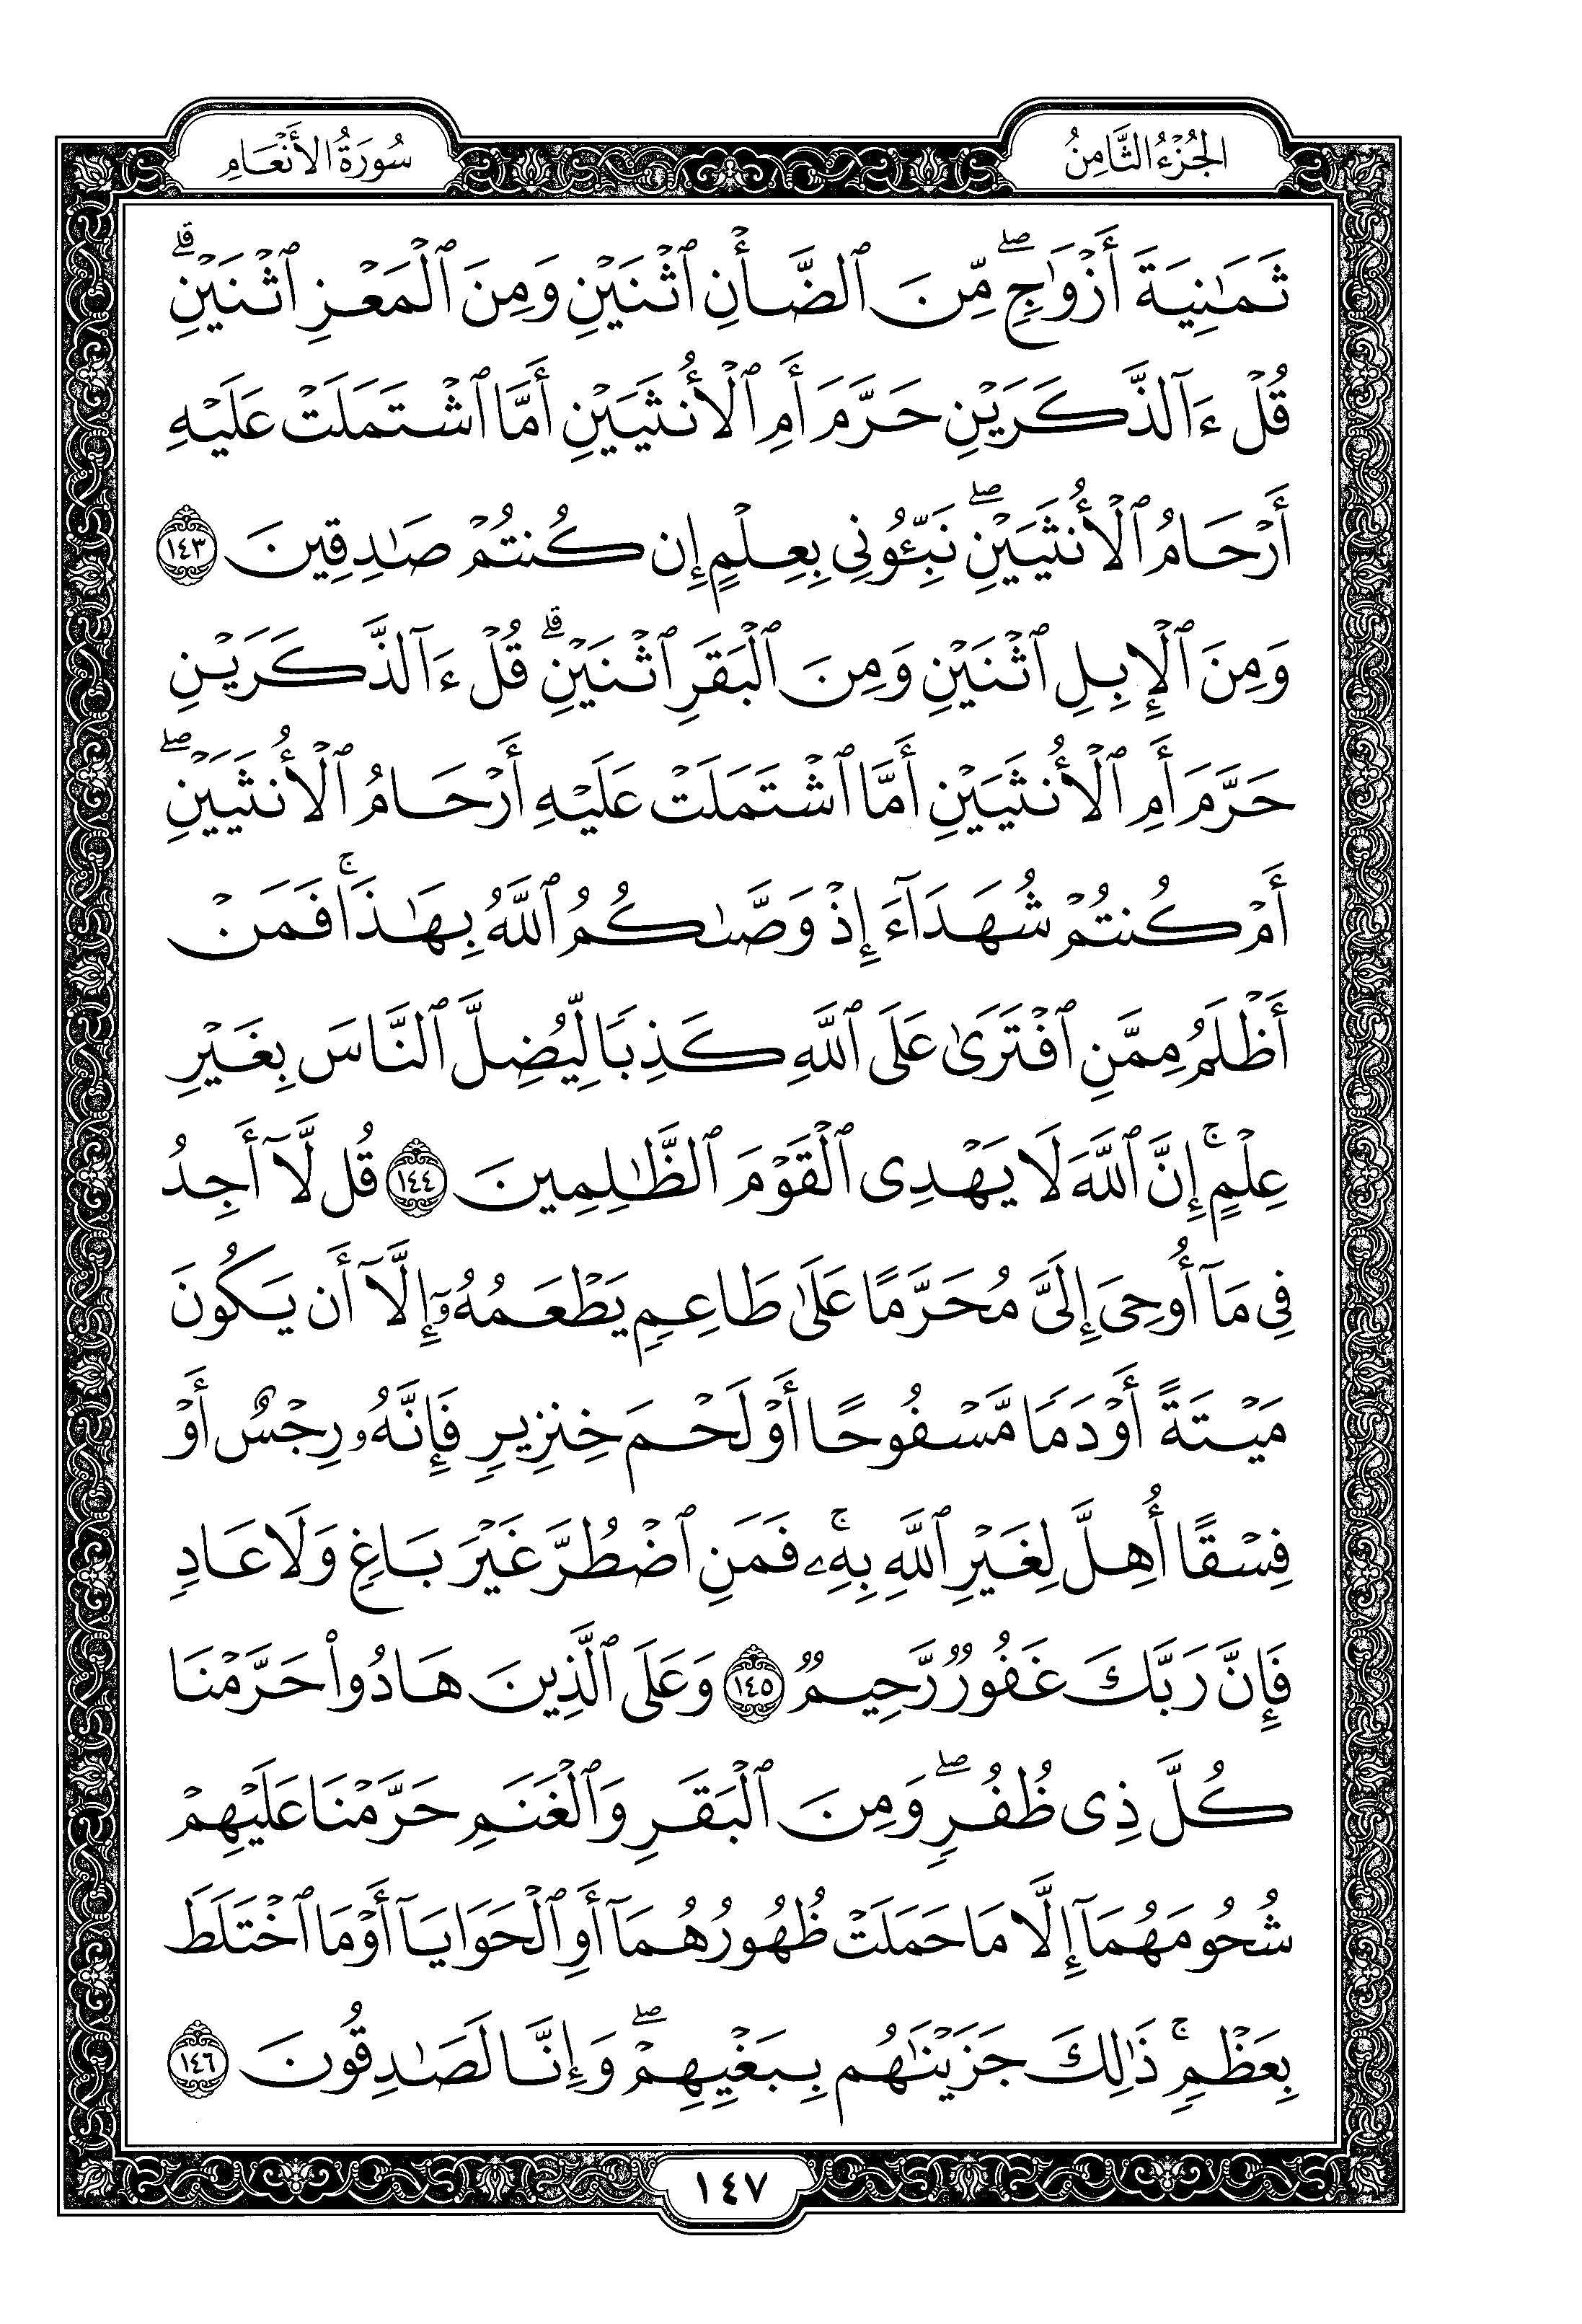 الجُزْءُ الثَّامِنُ
سُورَةُ الأَنْعَامِ
ثَمَٰنِيَةَ أَزْوَٰجٍۖ مِّنَ ٱلضَّأْنِ ٱثْنَيْنِ وَمِنَ ٱلْمَعْزِ ٱثْنَيْنِۗ
قُلْ ءَآلذَّكَرَيْنِ حَرَّمَ أَمِ ٱلْأُنثَيَيْنِ أَمَّا ٱشْتَمَلَتْ عَلَيْهِ
أَرْحَامُ ٱلْأُنثَيَيْنِۖ نَبِّـُٔونِى بِعِلْمٍ إِن كُنتُمْ صَٰدِقِينَ ١٤٣
وَمِنَ ٱلْإِبِلِ ٱثْنَيْنِ وَمِنَ ٱلْبَقَرِ ٱثْنَيْنِۗ قُلْ ءَآلذَّكَرَيْنِ
حَرَّمَ أَمِ ٱلْأُنثَيَيْنِ أَمَّا ٱشْتَمَلَتْ عَلَيْهِ أَرْحَامُ ٱلْأُنثَيَيْنِۖ
أَمْ كُنتُمْ شُهَدَآءَ إِذْ وَصَّىٰكُمُ ٱللَّهُ بِهَٰذَاۚ فَمَنْ
أَظْلَمُ مِمَّنِ ٱفْتَرَىٰ عَلَى ٱللَّهِ كَذِبًا لِّيُضِلَّ ٱلنَّاسَ بِغَيْرِ
عِلْمٍۚ إِنَّ ٱللَّهَ لَا يَهْدِى ٱلْقَوْمَ ٱلظَّٰلِمِينَ ١٤٤ قُل لَّآ أَجِدُ
فِى مَآ أُوحِىَ إِلَىَّ مُحَرَّمًا عَلَىٰ طَاعِمٍ يَطْعَمُهُۥٓ إِلَّآ أَن يَكُونَ
مَيْتَةً أَوْ دَمًا مَّسْفُوحًا أَوْ لَحْمَ خِنزِيرٍ فَإِنَّهُۥ رِجْسٌ أَوْ
فِسْقًا أُهِلَّ لِغَيْرِ ٱللَّهِ بِهِۦۚ فَمَنِ ٱضْطُرَّ غَيْرَ بَاغٍ وَلَا عَادٍ
فَإِنَّ رَبَّكَ غَفُورٌ رَّحِيمٌ ١٤٥ وَعَلَى ٱلَّذِينَ هَادُوا۟ حَرَّمْنَا
كُلَّ ذِى ظُفُرٍۖ وَمِنَ ٱلْبَقَرِ وَٱلْغَنَمِ حَرَّمْنَا عَلَيْهِمْ
شُحُومَهُمَآ إِلَّا مَا حَمَلَتْ ظُهُورُهُمَآ أَوِ ٱلْحَوَايَآ أَوْ مَا ٱخْتَلَطَ
بِعَظْمٍۚ ذَٰلِكَ جَزَيْنَٰهُم بِبَغْيِهِمْۖ وَإِنَّا لَصَٰدِقُونَ ١٤٦
١٤٧